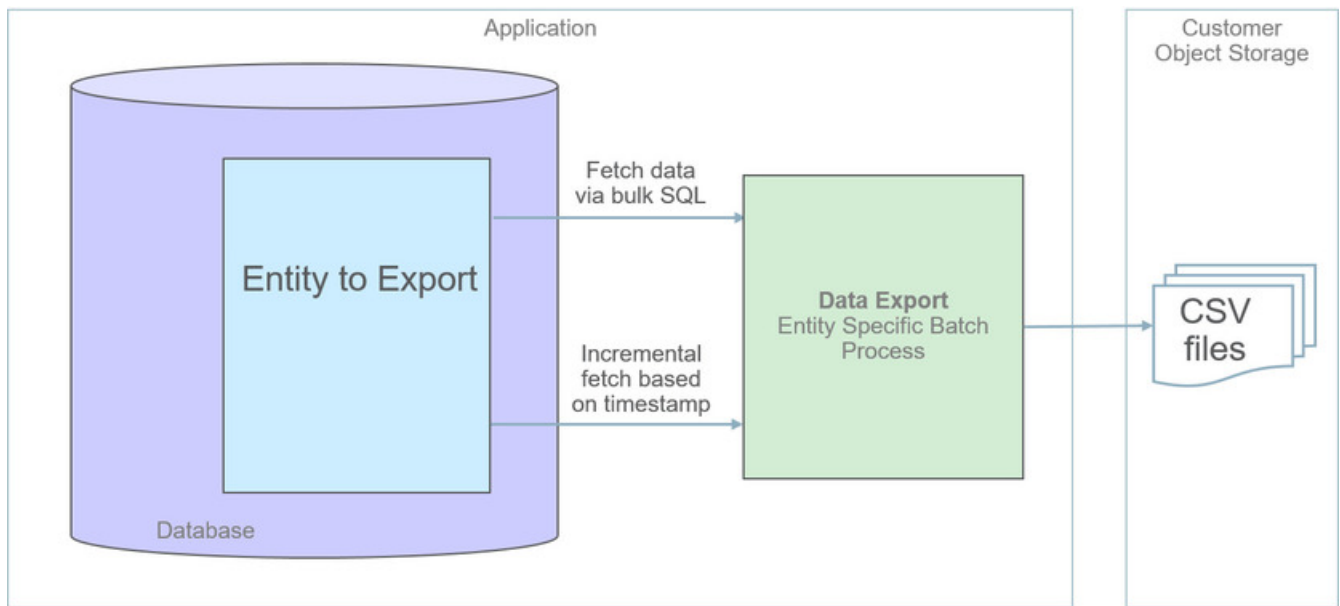 Application
Customer
Object Storage
Fetch data
via bulk SQL
Entity to Export
Data Export
Entity Specific Batch
Process
CSV
files
Incremental
fetch based
on timestamp
Database